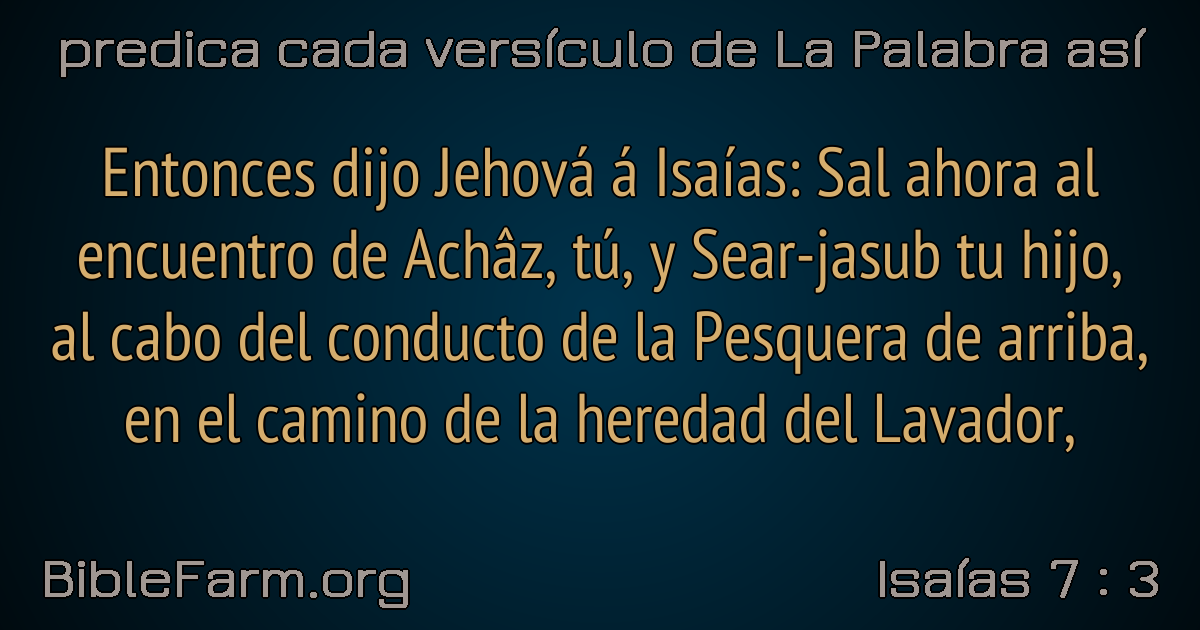 predica cada versículo de La Palabra así
Entonces dijo Jehová á Isaías: Sal ahora al
encuentro de Achâz, tú, y Sear-jasub tu hijo,
al cabo del conducto de la Pesquera de arriba,
en el camino de la heredad del Lavador,
BibleFarm.org
Isaías 7 : 3